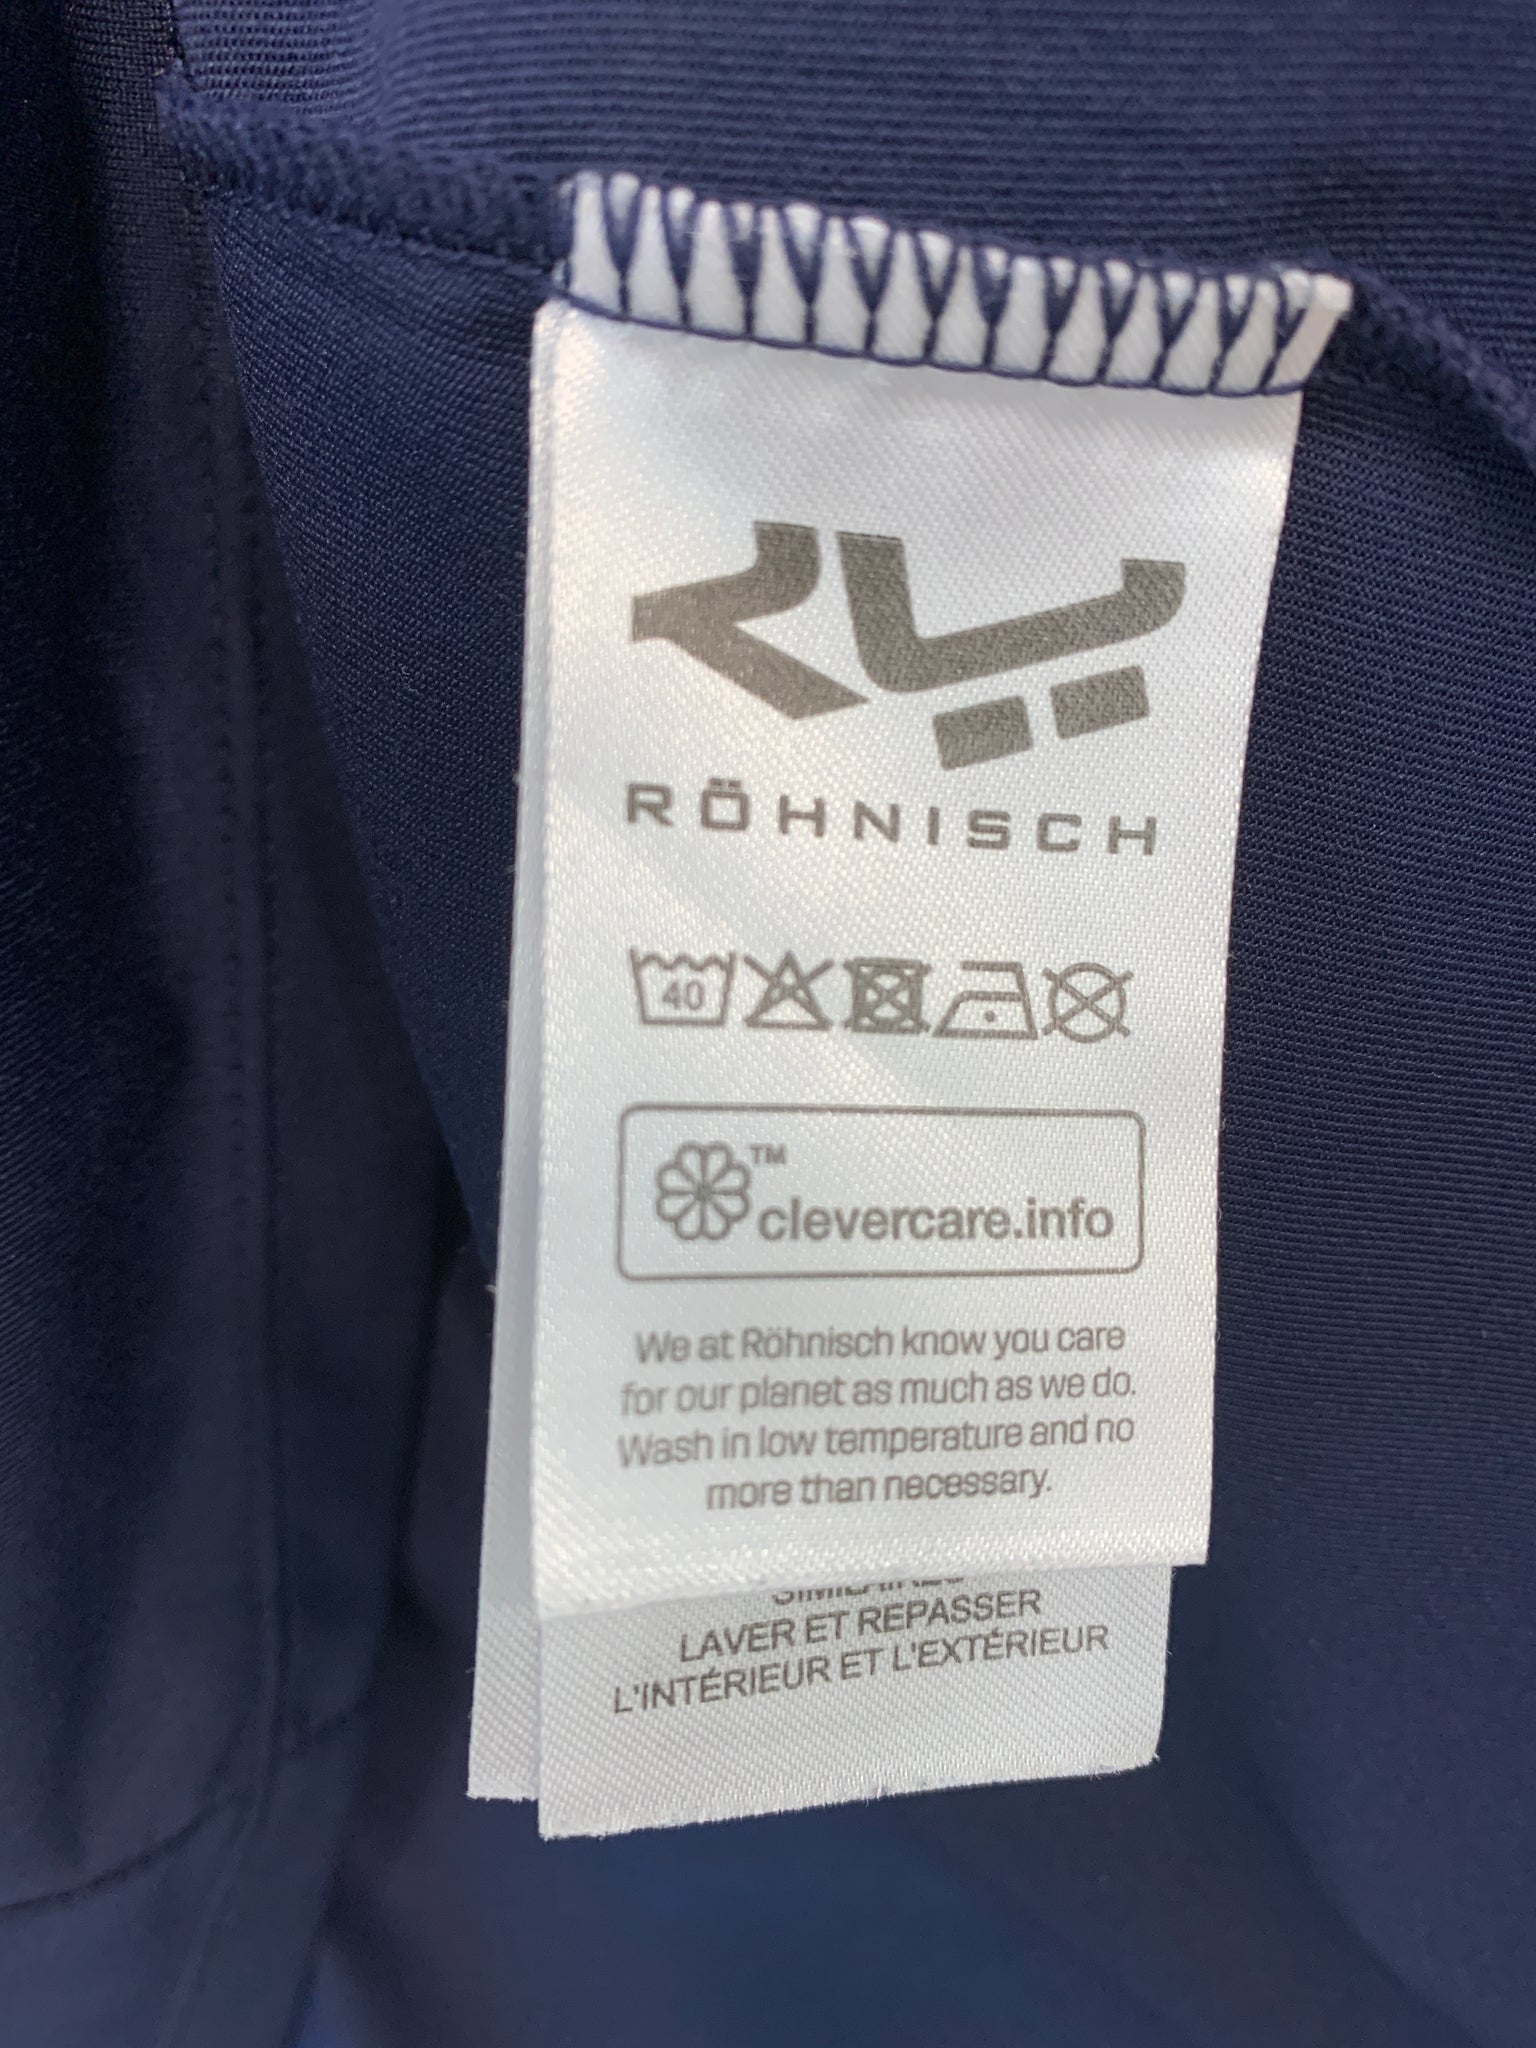 RÖHNISCH
40
™
clevercare.info
We at Röhnisch know you care
for our planet as much as we do.
Wash in low temperature and no
more than necessary.
LAVER ET REPASSER
L'INTÉRIEUR ET L'EXTÉRIEUR